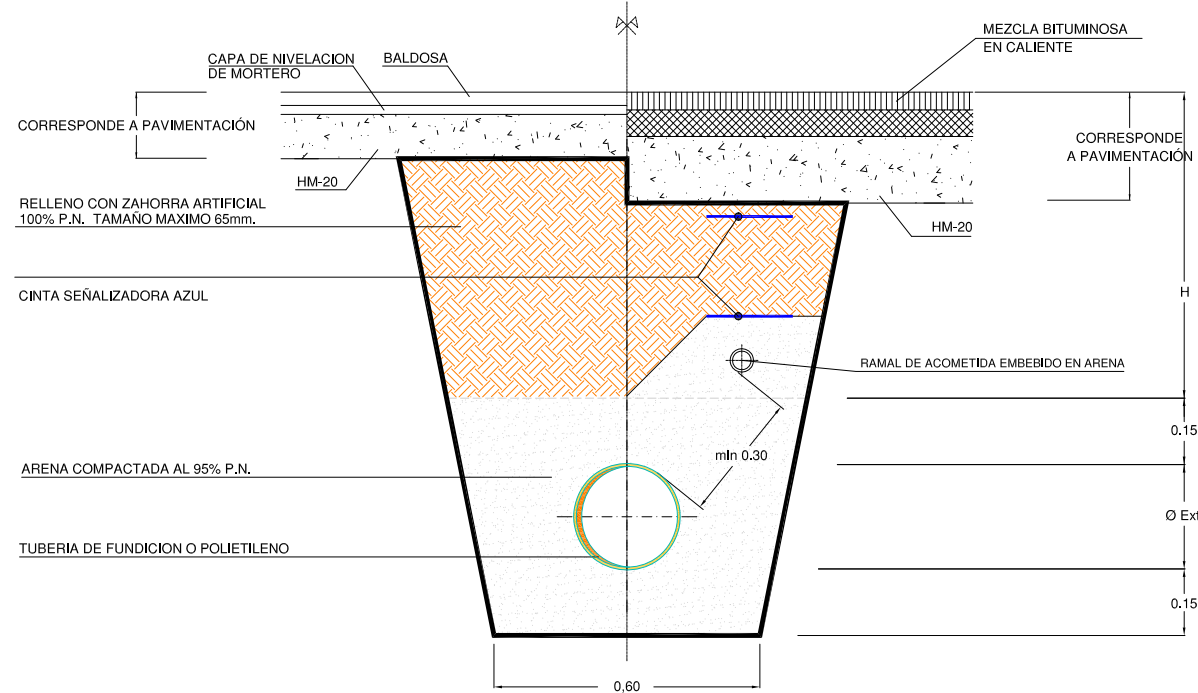 MEZCLA BITUMINOSA
EN CALIENTE
CAPA DE NIVELACION
DE MORTERO
BALDOSA
CORRESPONDE A PAVIMENTACIÓN
CORRESPONDE
A PAVIMENTACIÓN
HM-20
RELLENO CON ZAHORRA ARTIFICIAL
100% P.N. TAMAÑO MAXIMO 65mm.
HM-20
CINTA SEÑALIZADORA AZUL
H
RAMAL DE ACOMETIDA EMBEBIDO EN ARENA
0.15
min 0.30
ARENA COMPACTADA AL 95% P.N.
Ø Ext
TUBERIA DE FUNDICION O POLIETILENO
0.15
0,60